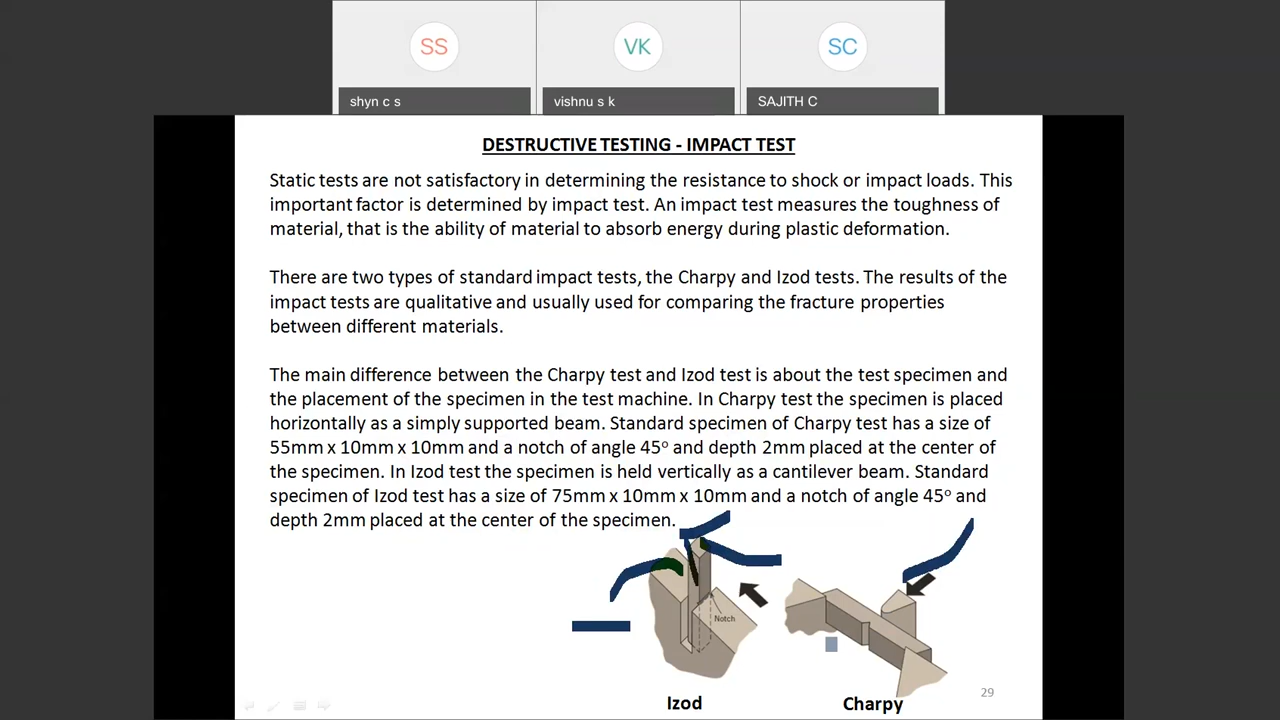 SS
VK
SC
shyn c s
vishnu s k
SAJITH C
DESTRUCTIVE TESTING - IMPACT TEST
Static tests are not satisfactory in determining the resistance to shock or impact loads. This
important factor is determined by impact test. An impact test measures the toughness of
material, that is the ability of material to absorb energy during plastic deformation.
There are two types of standard impact tests, the Charpy and Izod tests. The results of the
impact tests are qualitative and usually used for comparing the fracture properties
between different materials.
The main difference between the Charpy test and Izod test is about the test specimen and
the placement of the specimen in the test machine. In Charpy test the specimen is placed
horizontally as a simply supported beam. Standard specimen of Charpy test has a size of
55mm x 10mm x 10mm and a notch of angle 45° and depth 2mm placed at the center of
the specimen. In Izod test the specimen is held vertically as a cantilever beam. Standard
specimen of Izod test has a size of 75mm x 10mm x 10mm and a notch of angle 45° and
depth 2mm placed at the center of the specimen.
Notch
29
Izod
Charpy